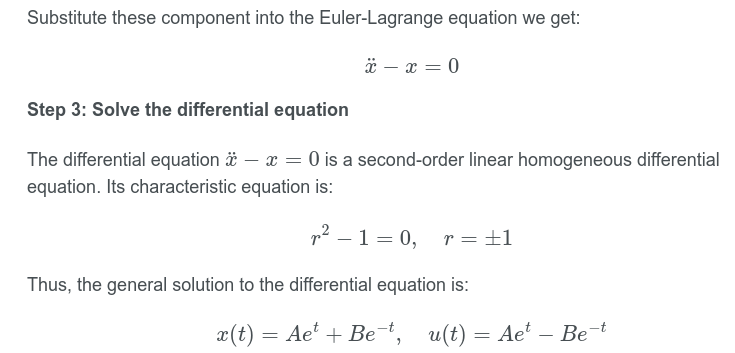 Substitute these component into the Euler-Lagrange equation we get:
ẍ − x = 0
Step 3: Solve the differential equation
The differential equation ẍ − x = 0 is a second-order linear homogeneous differential
equation. Its characteristic equation is:
r² − 1 = 0, r = ±1
Thus, the general solution to the differential equation is:
x(t) = Aeᵗ + Be⁻ᵗ, u(t) = Aeᵗ − Be⁻ᵗ